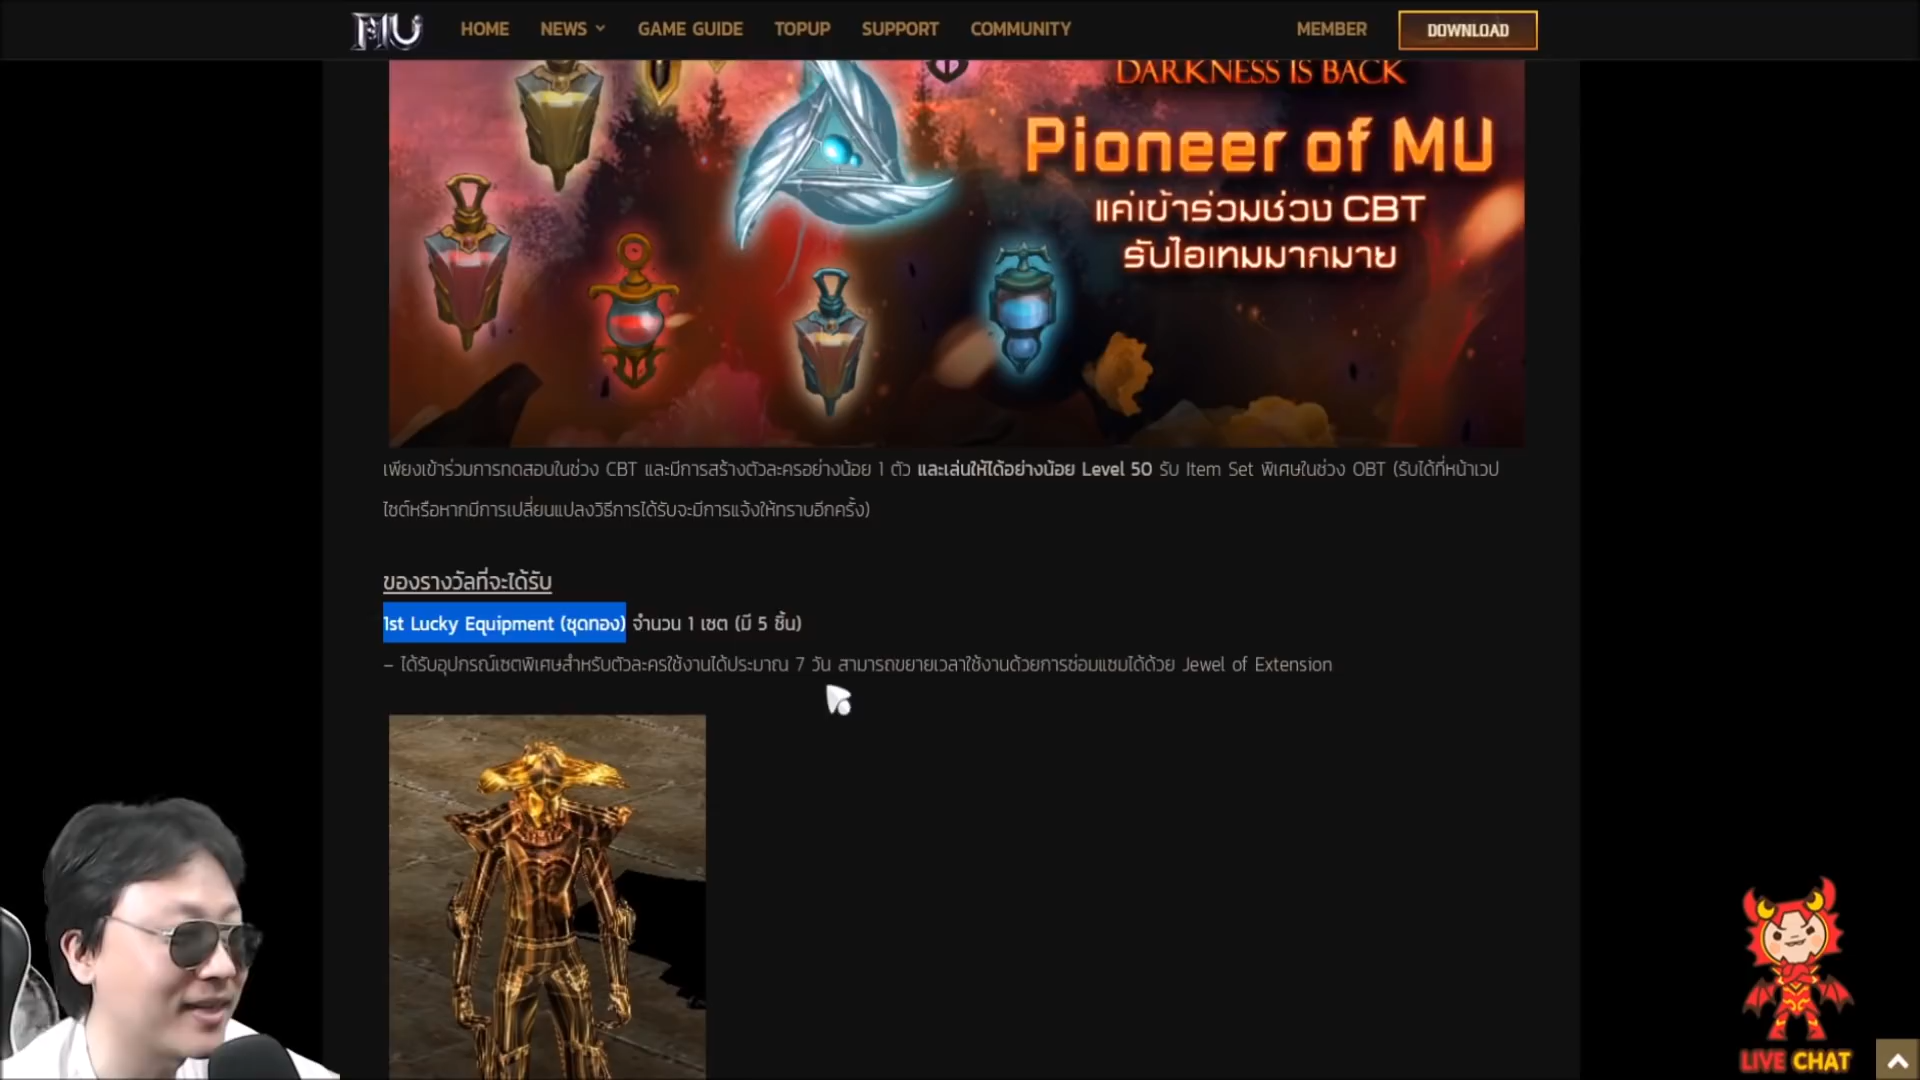 MU
HOME
NEWS
GAME GUIDE
TOPUP
SUPPORT
COMMUNITY
MEMBER
DOWNLOAD
DARKNESS IS BACK
Pioneer of MU
แค่เข้าร่วมช่วง CBT
รับไอเทมมากมาย
เพียงเข้าร่วมการทดสอบในช่วง CBT และมีการสร้างตัวละครอย่างน้อย 1 ตัว และเล่นให้ได้อย่างน้อย Level 50 รับ Item Set พิเศษในช่วง OBT (รับได้ที่หน้าเวป
ไซต์หรือหากมีการเปลี่ยนแปลงวิธีการได้รับจะมีการแจ้งให้ทราบอีกครั้ง)
ของรางวัลที่จะได้รับ
1st Lucky Equipment (ชุดทอง) จำนวน 1 เซต (มี 5 ชิ้น)
– ได้รับอุปกรณ์เซตพิเศษสำหรับตัวละครใช้งานได้ประมาณ 7 วัน สามารถขยายเวลาใช้งานด้วยการซ่อมแซมได้ด้วย Jewel of Extension
LIVE CHAT